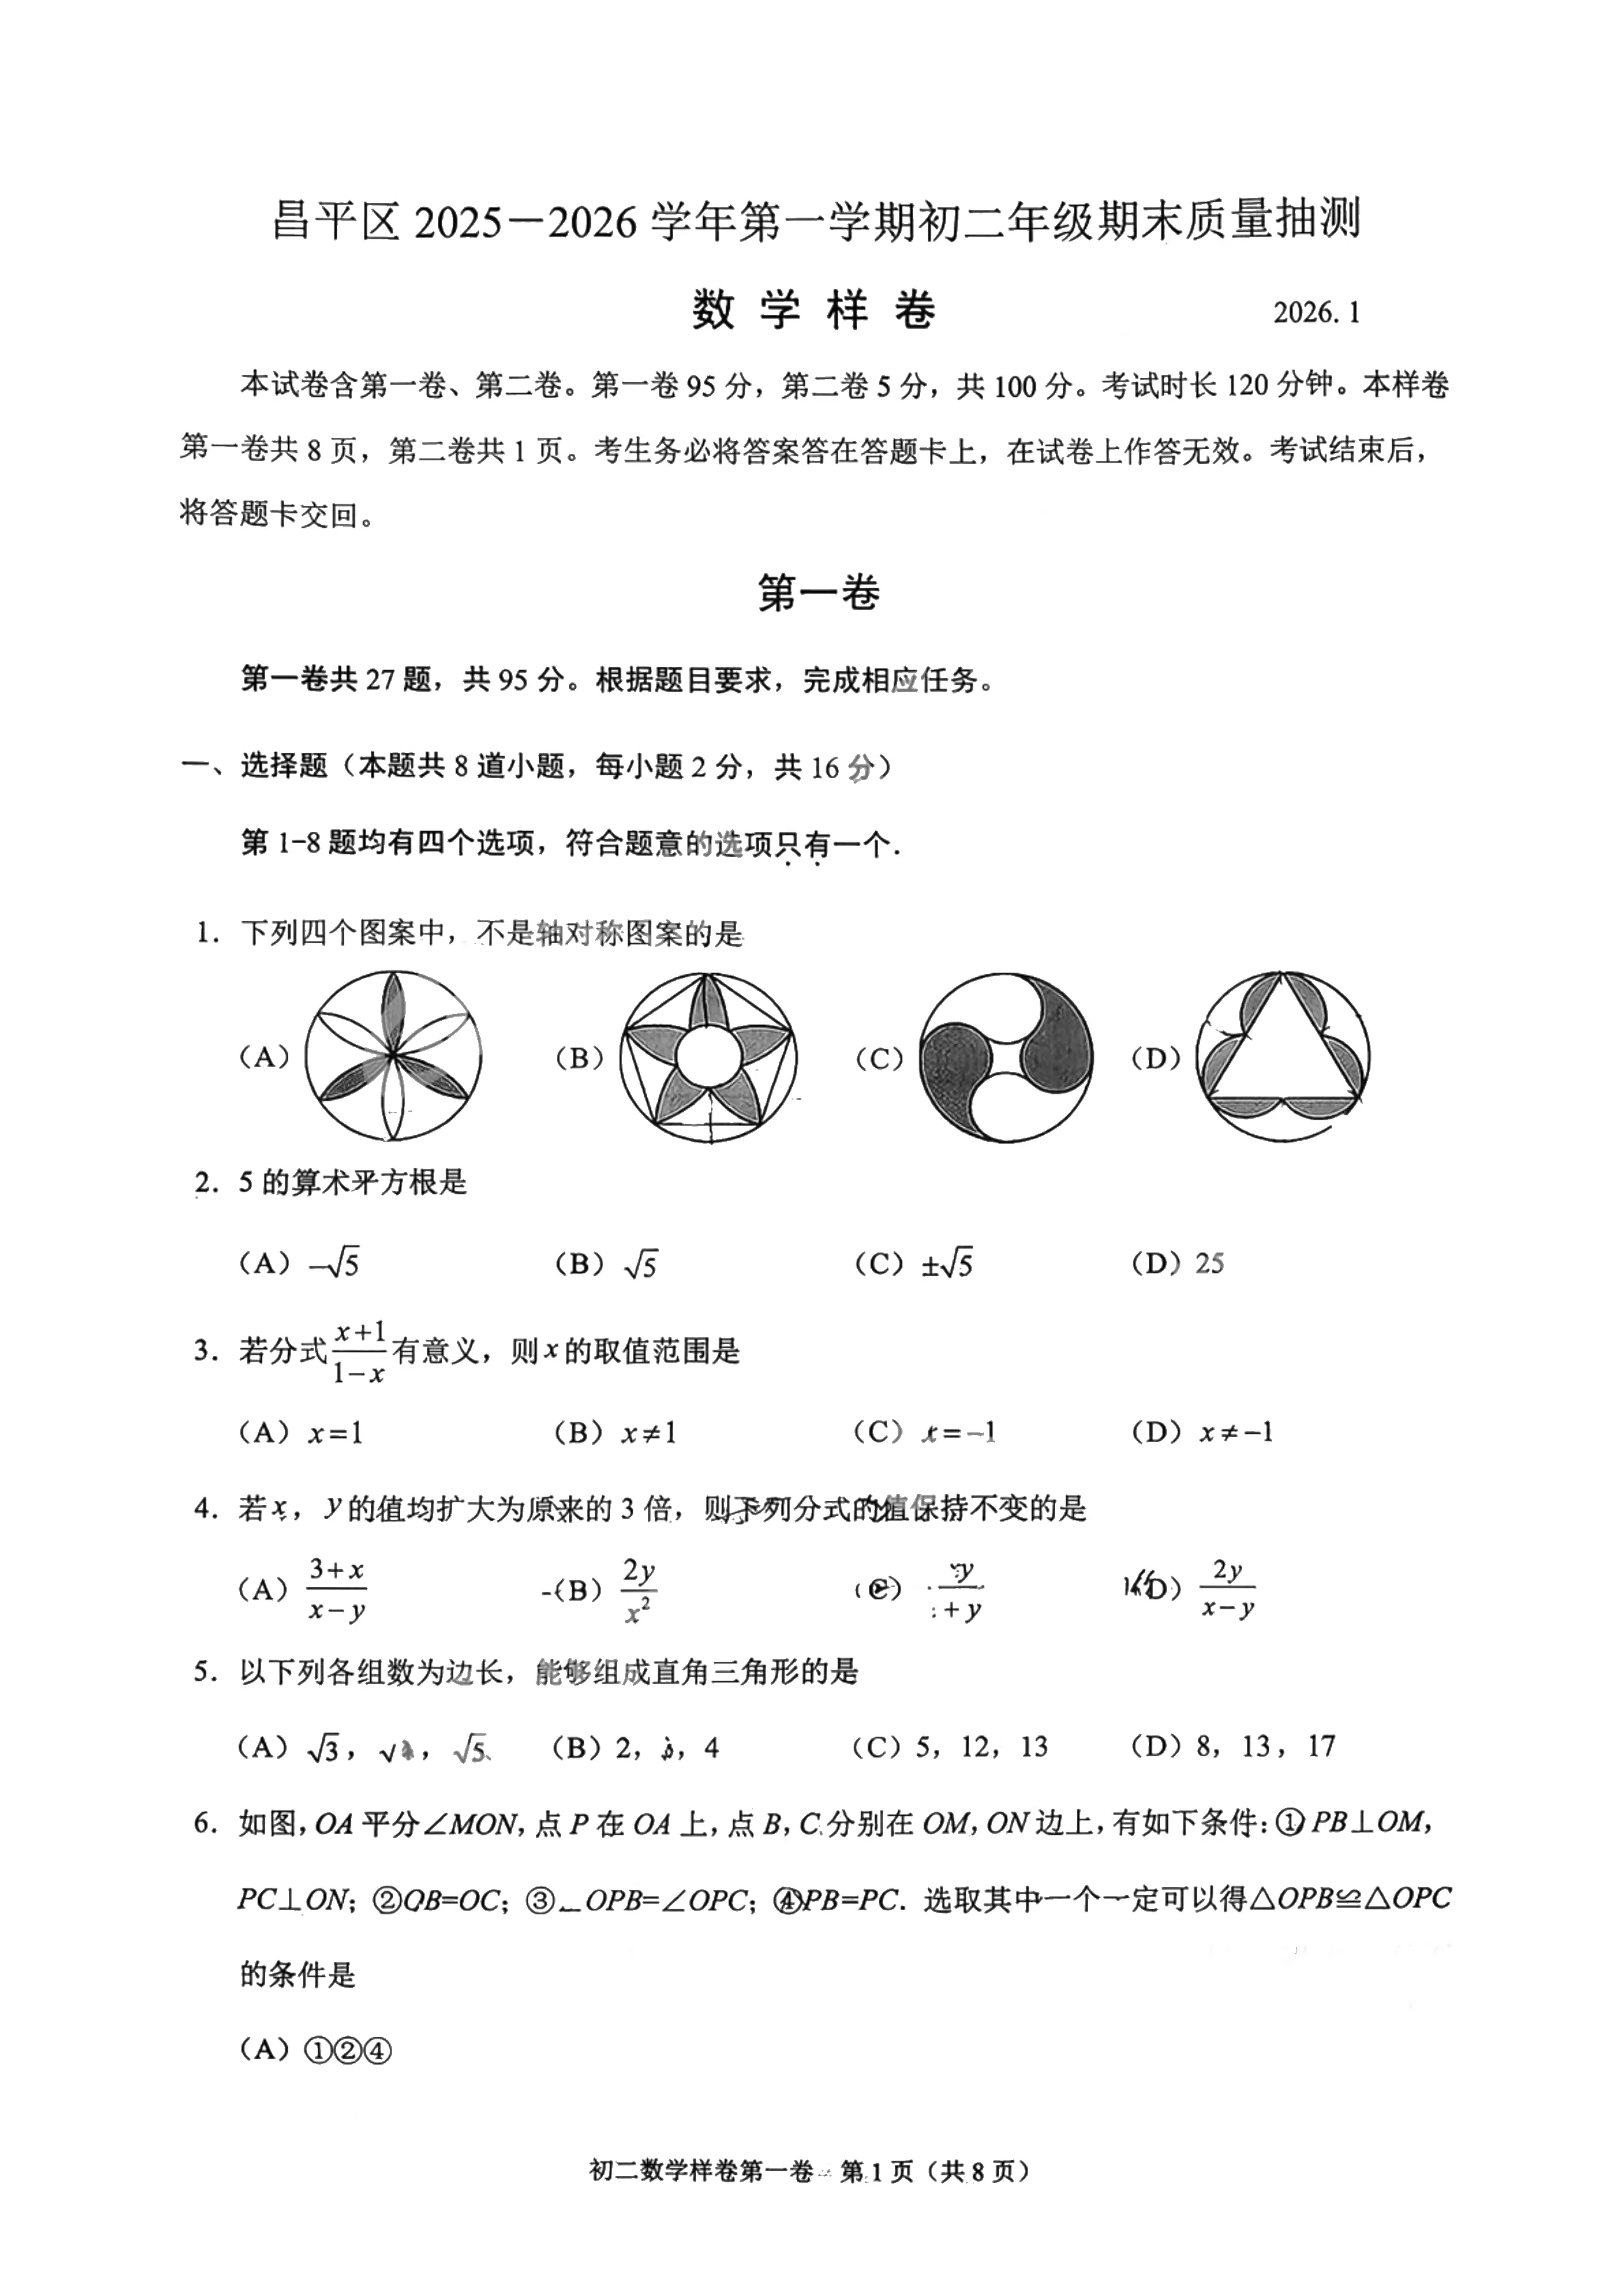 昌平区 2025－2026 学年第一学期初二年级期末质量抽测
数 学 样 卷 2026.1
本试卷含第一卷、第二卷。第一卷 95 分，第二卷 5 分，共 100 分。考试时长 120 分钟。本样卷
第一卷共 8 页，第二卷共 1 页。考生务必将答案答在答题卡上，在试卷上作答无效。考试结束后，
将答题卡交回。
第一卷
第一卷共 27 题，共 95 分。根据题目要求，完成相应任务。
一、选择题（本题共 8 道小题，每小题 2 分，共 16 分）
第 1-8 题均有四个选项，符合题意的选项只有一个．
1．下列四个图案中，不是轴对称图案的是
（A） （B） （C） （D）
2．5 的算术平方根是
（A）−√5 （B）√5 （C）±√5 （D）25
3．若分式 (x+1)/(1−x) 有意义，则 x 的取值范围是
（A）x=1 （B）x≠1 （C）x=−1 （D）x≠−1
4．若 x，y 的值均扩大为原来的 3 倍，则下列分式的值保持不变的是
（A）(3+x)/(x−y) （B）2y/x² （C） （D）2y/(x−y)
5．以下列各组数为边长，能够组成直角三角形的是
（A）√3，√5 （B）2，4 （C）5，12，13 （D）8，13，17
6．如图，OA 平分∠MON，点 P 在 OA 上，点 B，C 分别在 OM，ON 边上，有如下条件：① PB⊥OM，
PC⊥ON；②OB=OC；③∠OPB=∠OPC；④PB=PC．选取其中一个一定可以得△OPB≌△OPC
的条件是
（A）①②④
初二数学样卷第一卷 第 1 页（共 8 页）